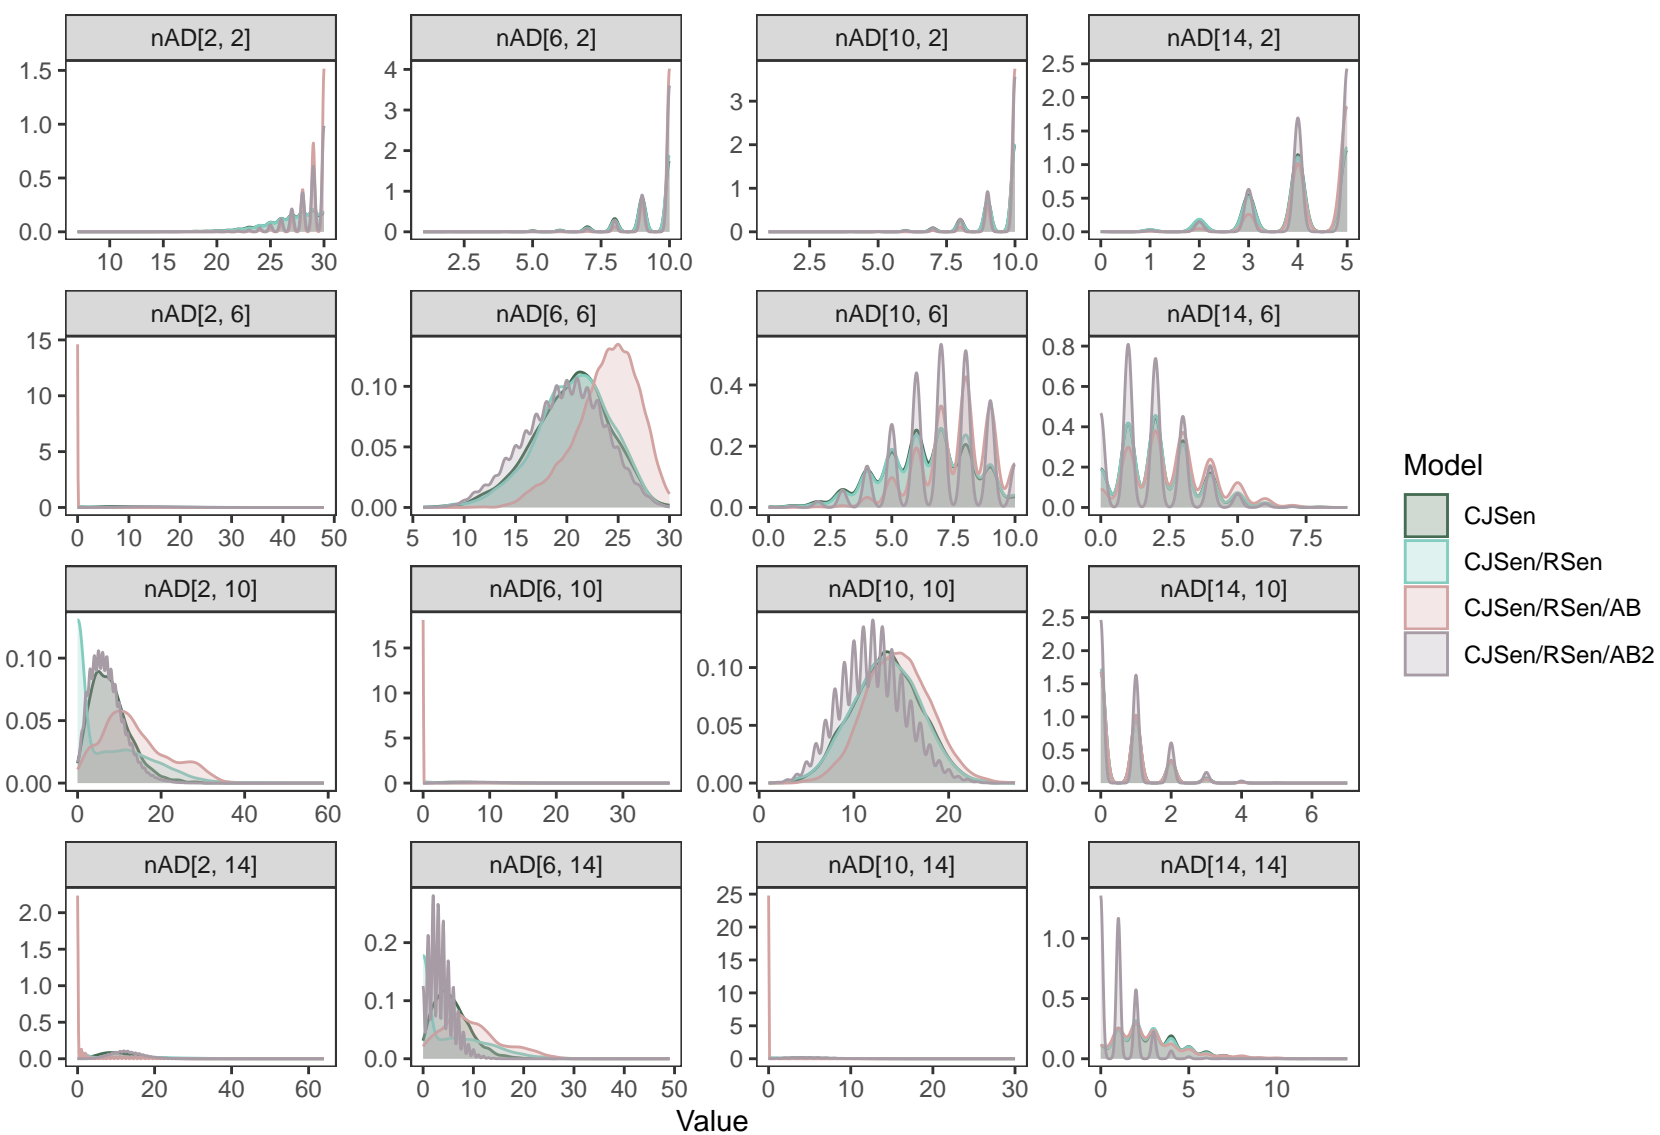 nAD[2, 2] nAD[6, 2] nAD[10, 2] nAD[14, 2]
1.5 1.0 0.5 0.0
4 3 2 1 0
3 2 1 0
2.5 2.0 1.5 1.0 0.5 0.0
10 15 20 25 30
2.5 5.0 7.5 10.0
2.5 5.0 7.5 10.0
0 1 2 3 4 5
nAD[2, 6] nAD[6, 6] nAD[10, 6] nAD[14, 6]
15 10 5 0
0.10 0.05 0.00
0.4 0.2 0.0
0.8 0.6 0.4 0.2 0.0
0 10 20 30 40 50
5 10 15 20 25 30
0.0 2.5 5.0 7.5 10.0
0.0 2.5 5.0 7.5
nAD[2, 10] nAD[6, 10] nAD[10, 10] nAD[14, 10]
0.10 0.05 0.00
15 10 5 0
0.10 0.05 0.00
2.5 2.0 1.5 1.0 0.5 0.0
0 20 40 60
0 10 20 30
0 10 20
0 2 4 6
nAD[2, 14] nAD[6, 14] nAD[10, 14] nAD[14, 14]
2.0 1.5 1.0 0.5 0.0
0.2 0.1 0.0
25 20 15 10 5 0
1.0 0.5 0.0
0 20 40 60
0 10 20 30 40 50
0 10 20 30
0 5 10
Value
Model
CJSen
CJSen/RSen
CJSen/RSen/AB
CJSen/RSen/AB2